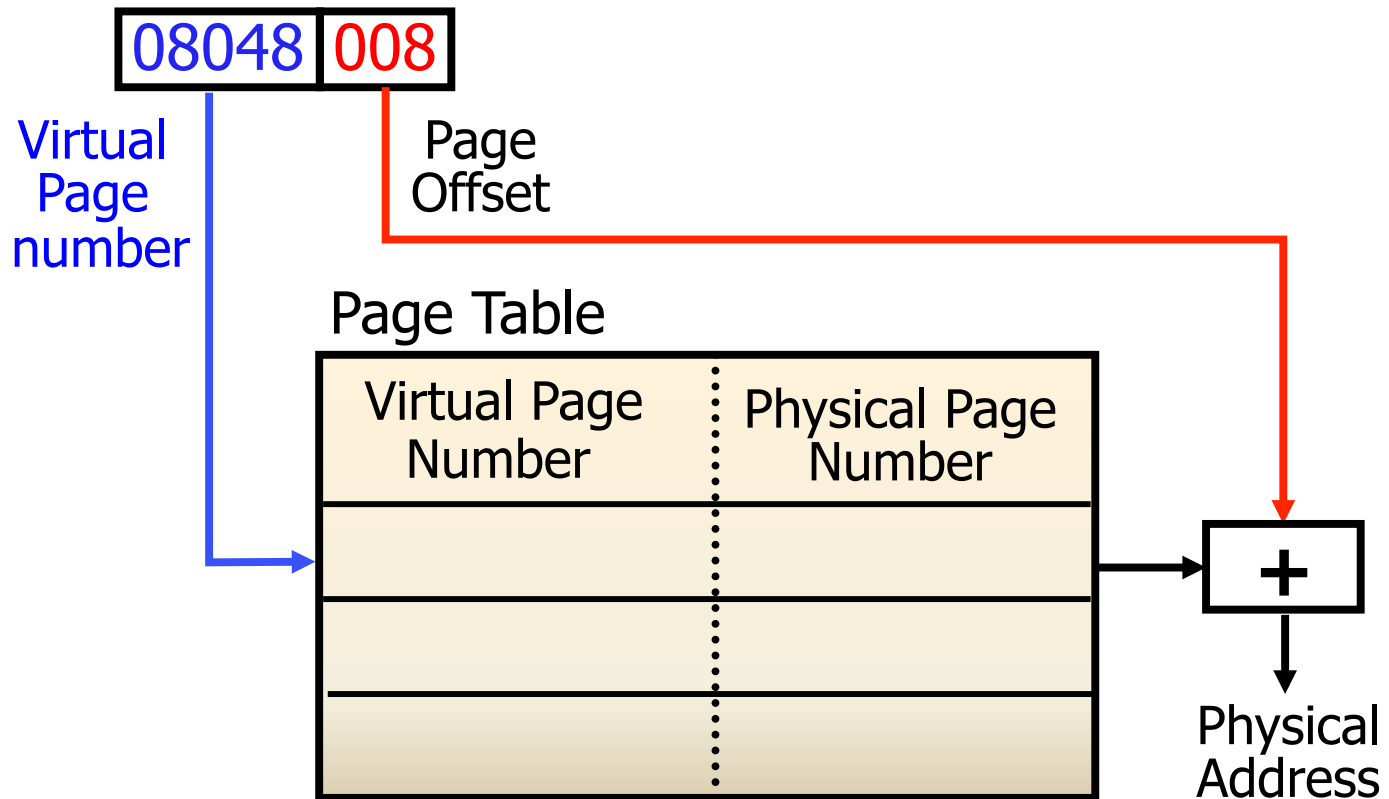 08048 008
Virtual
Page
number
Page
Offset
Page Table
Virtual Page
Number
Physical Page
Number
+
Physical
Address